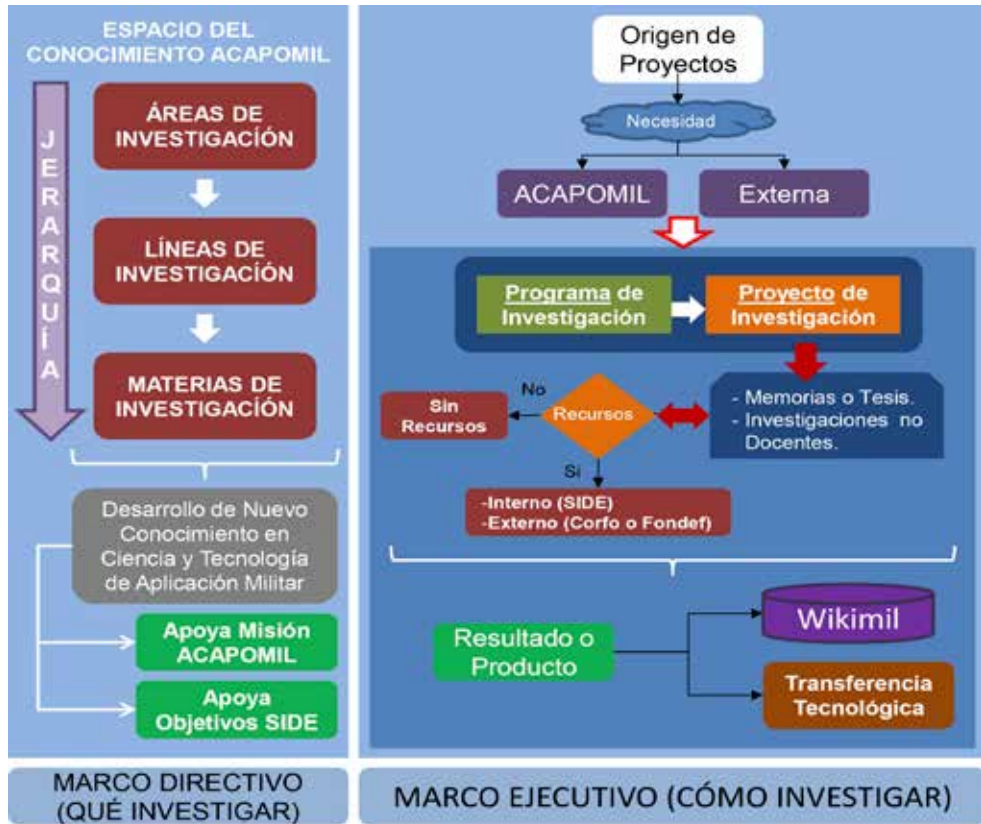 ESPACIO DEL
CONOCIMIENTO ACAPOMIL
JERARQUÍA
ÁREAS DE
INVESTIGACIÓN
LÍNEAS DE
INVESTIGACIÓN
MATERIAS DE
INVESTIGACIÓN
Desarrollo de Nuevo
Conocimiento en
Ciencia y Tecnología
de Aplicación Militar
Apoya Misión
ACAPOMIL
Apoya
Objetivos SIDE
MARCO DIRECTIVO
(QUÉ INVESTIGAR)
Origen de
Proyectos
Necesidad
ACAPOMIL
Externa
Programa de
Investigación
Proyecto de
Investigación
- Memorias o Tesis.
- Investigaciones no
Docentes.
Recursos
No
Sin
Recursos
Si
-Interno (SIDE)
-Externo (Corfo o Fondef)
Resultado o
Producto
Wikimil
Transferencia
Tecnológica
MARCO EJECUTIVO (CÓMO INVESTIGAR)